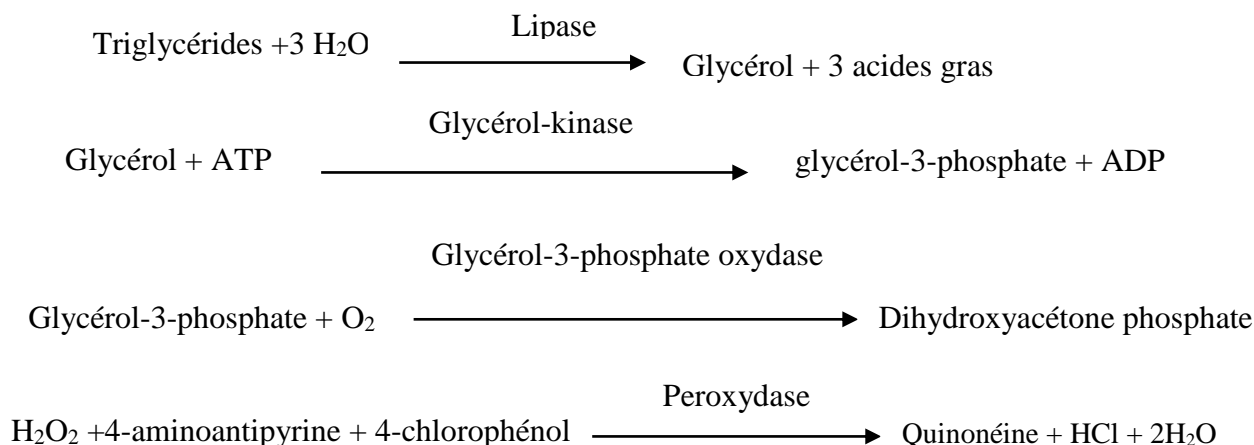 Lipase
Triglycérides +3 H₂O
Glycérol + 3 acides gras
Glycérol-kinase
Glycérol + ATP
glycérol-3-phosphate + ADP
Glycérol-3-phosphate oxydase
Glycérol-3-phosphate + O₂
Dihydroxyacétone phosphate
Peroxydase
H₂O₂ +4-aminoantipyrine + 4-chlorophénol
Quinonéine + HCl + 2H₂O